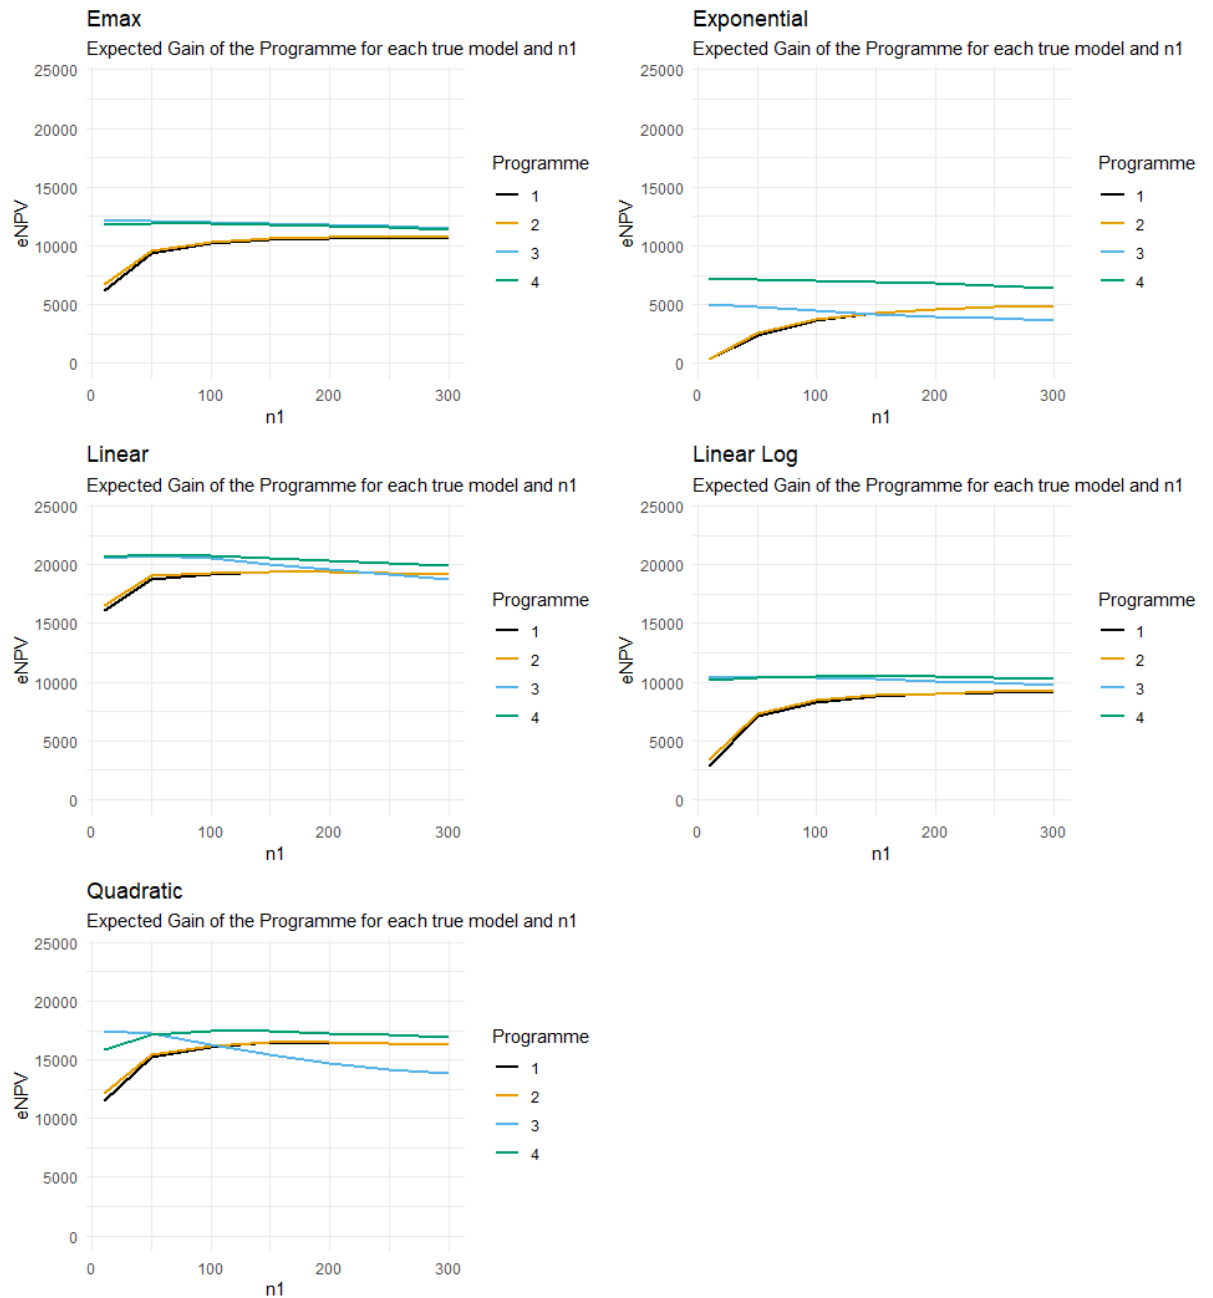 Emax
Expected Gain of the Programme for each true model and n1
25000
20000
15000
10000
5000
0
eNPV
0 100 200 300
n1
Programme
1
2
3
4
Exponential
Expected Gain of the Programme for each true model and n1
25000
20000
15000
10000
5000
0
eNPV
0 100 200 300
n1
Programme
1
2
3
4
Linear
Expected Gain of the Programme for each true model and n1
25000
20000
15000
10000
5000
0
eNPV
0 100 200 300
n1
Programme
1
2
3
4
Linear Log
Expected Gain of the Programme for each true model and n1
25000
20000
15000
10000
5000
0
eNPV
0 100 200 300
n1
Programme
1
2
3
4
Quadratic
Expected Gain of the Programme for each true model and n1
25000
20000
15000
10000
5000
0
eNPV
0 100 200 300
n1
Programme
1
2
3
4